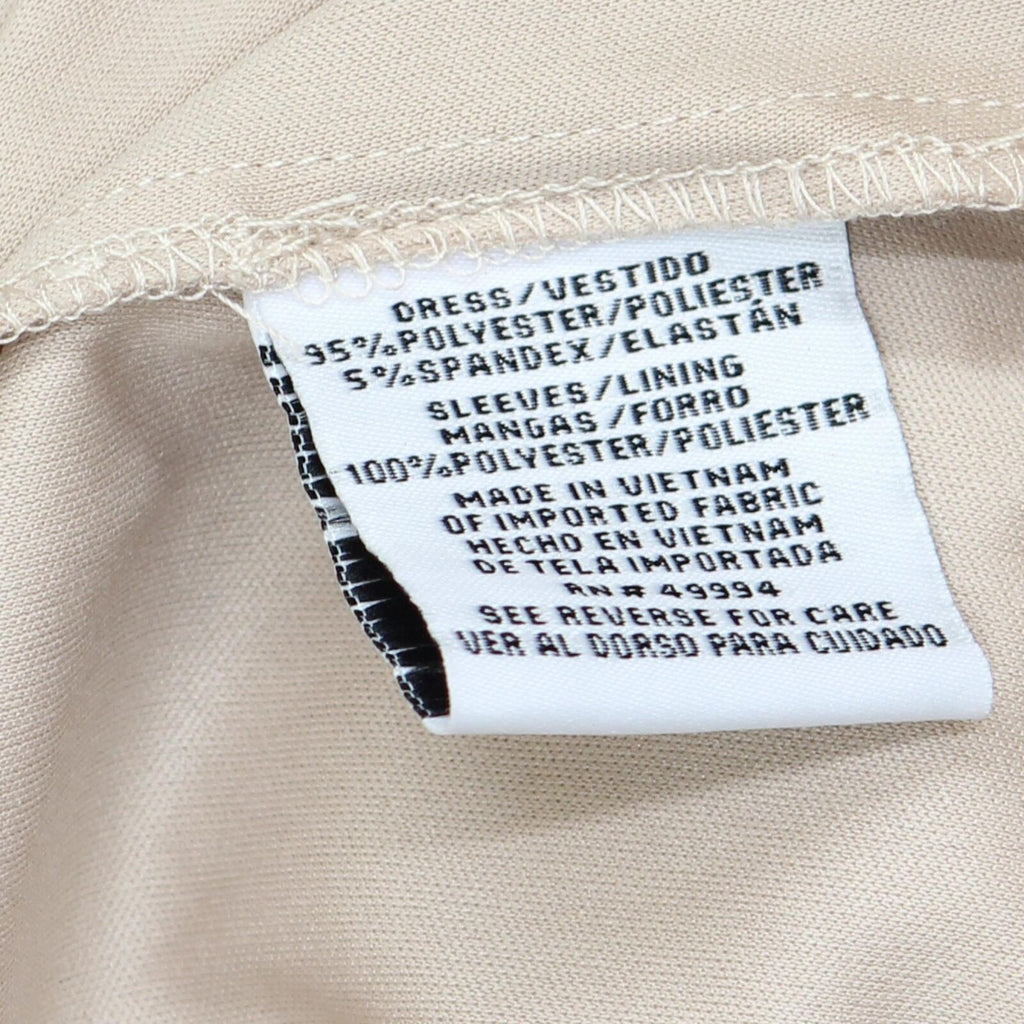 DRESS/VESTIDO
95%POLYESTER/POLIESTER
5%SPANDEX/ELASTÁN
SLEEVES/LINING
MANGAS/FORRO
100%POLYESTER/POLIESTER
MADE IN VIETNAM
OF IMPORTED FABRIC
HECHO EN VIETNAM
DE TELA IMPORTADA
RN# 49994
SEE REVERSE FOR CARE
VER AL DORSO PARA CUIDADO